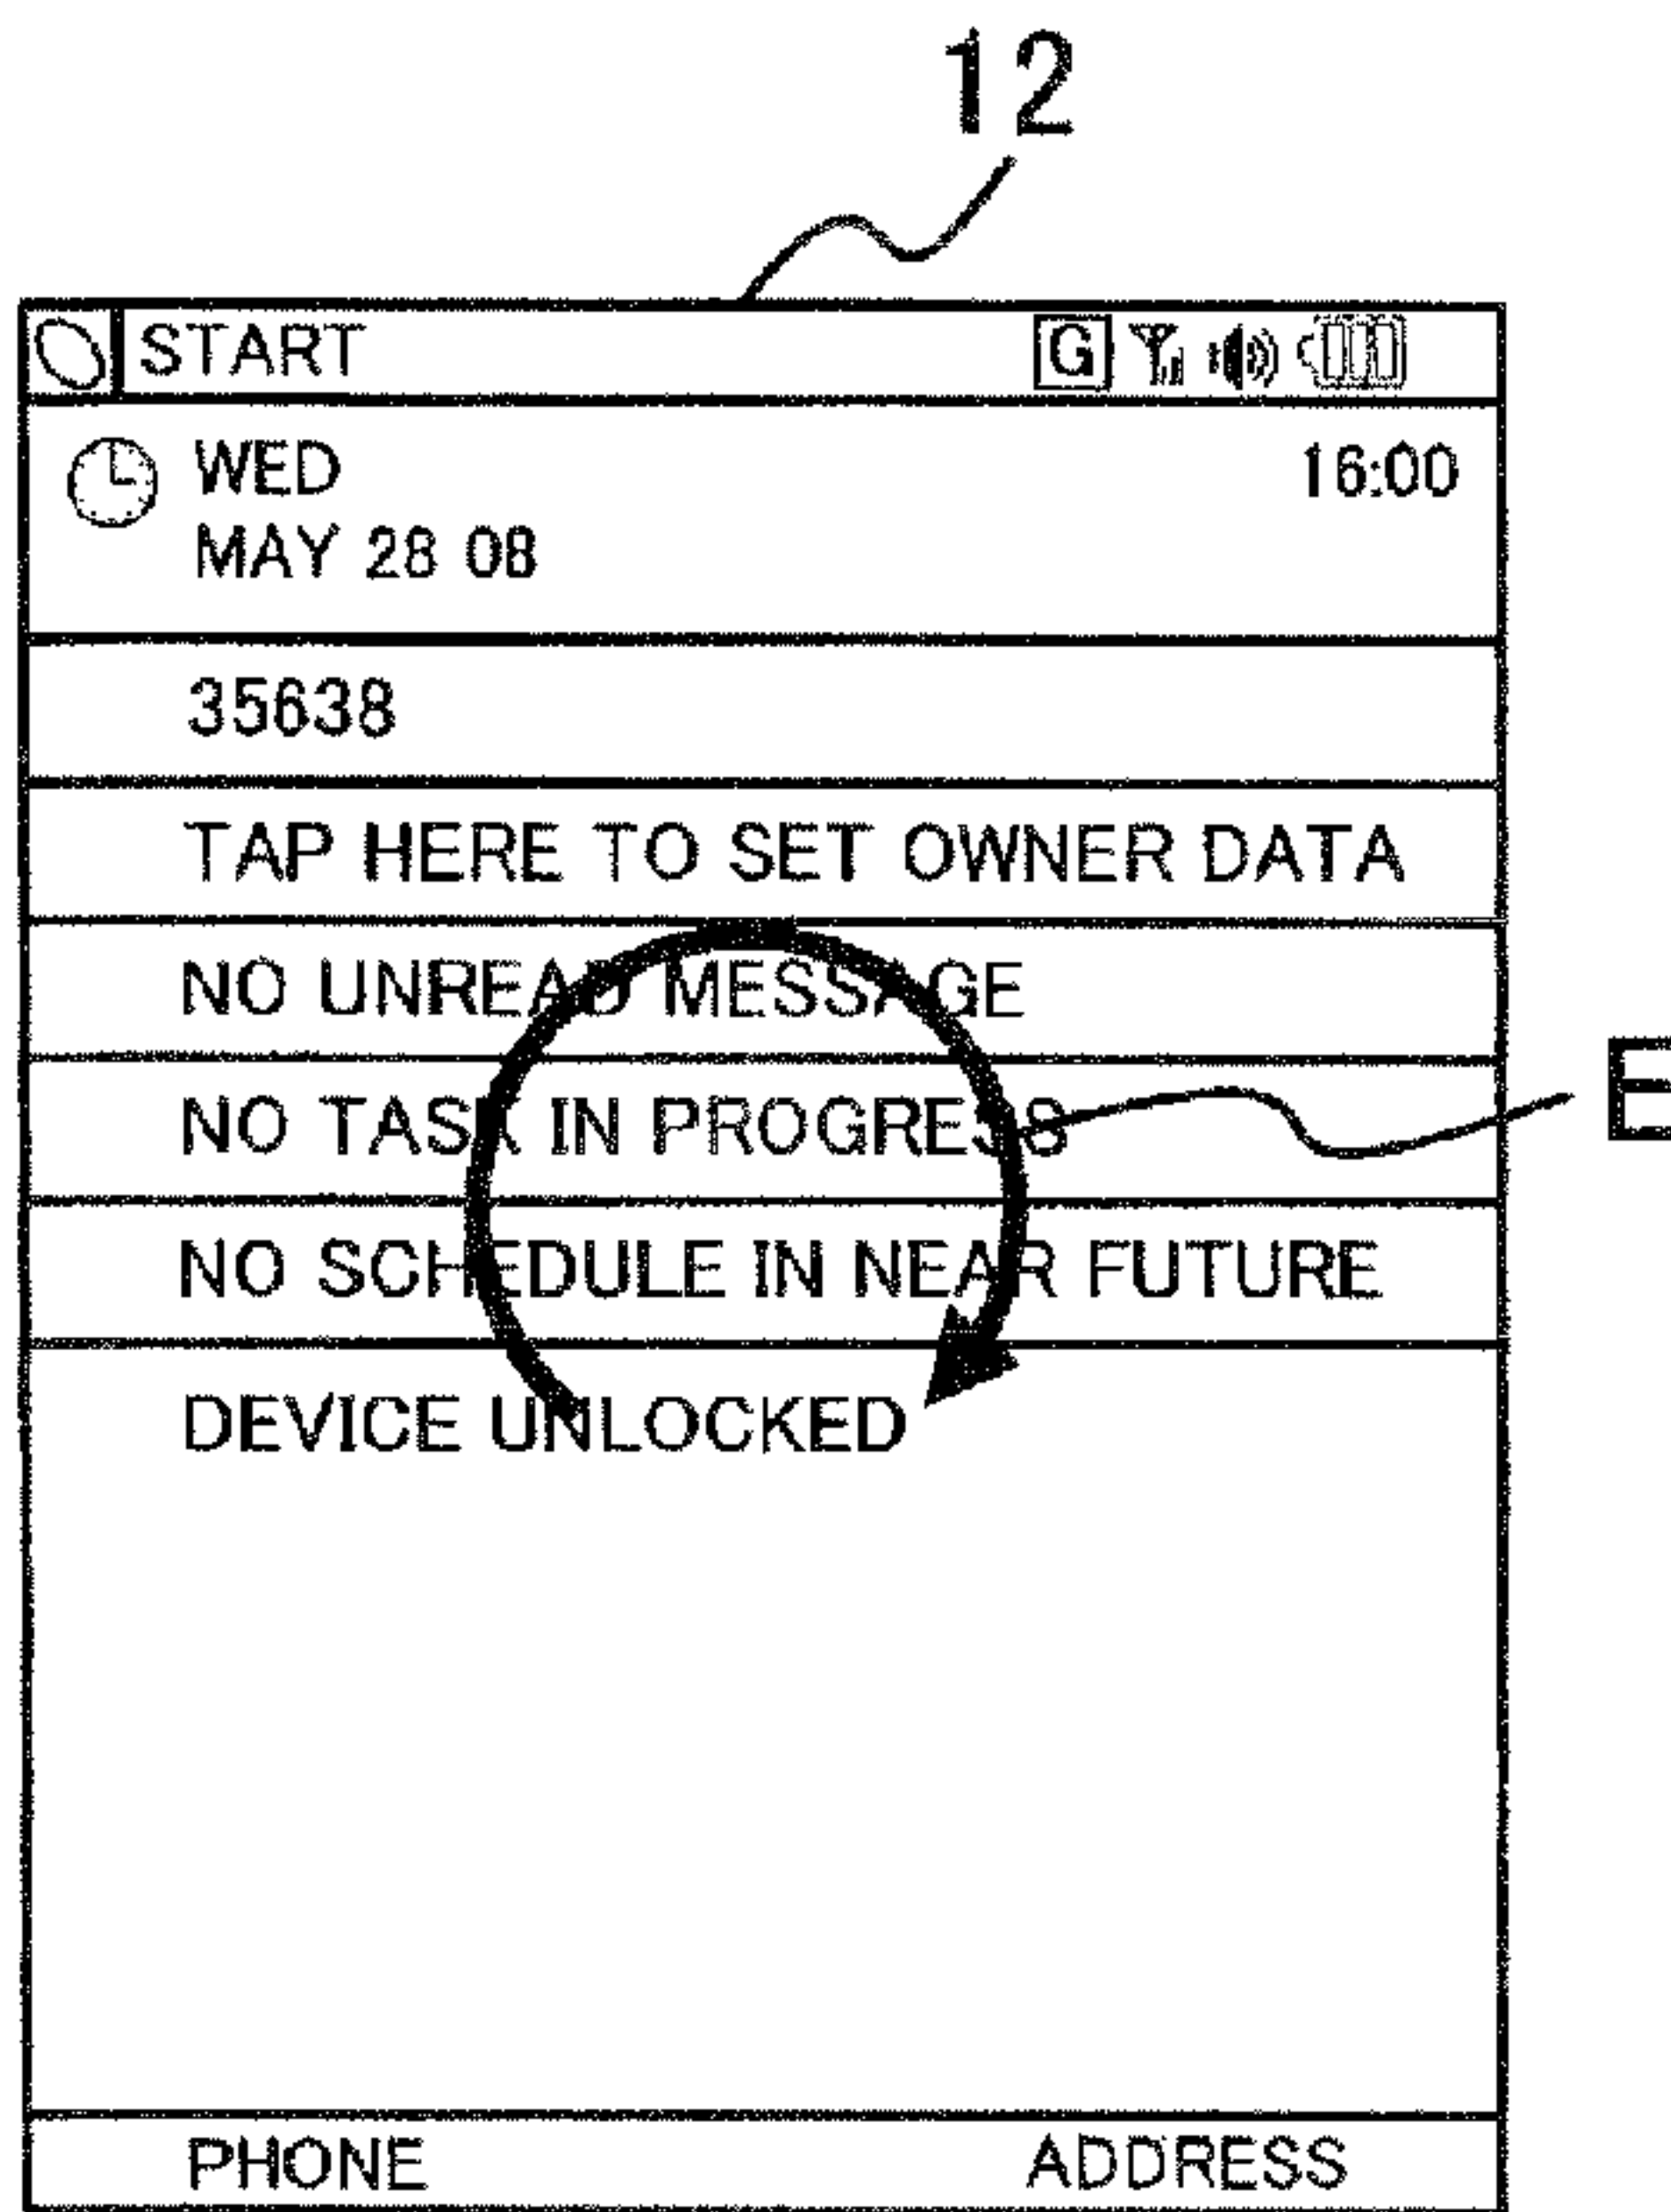 12
START G
WED 16:00
MAY 28 08
35638
TAP HERE TO SET OWNER DATA
NO UNREAD MESSAGE
NO TASK IN PROGRESS
E
NO SCHEDULE IN NEAR FUTURE
DEVICE UNLOCKED
PHONE ADDRESS